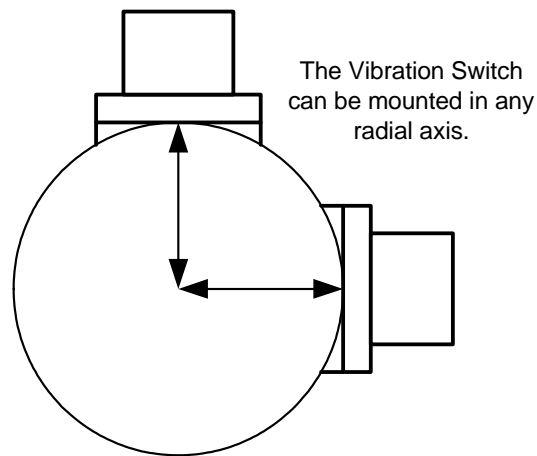 The Vibration Switch
can be mounted in any
radial axis.